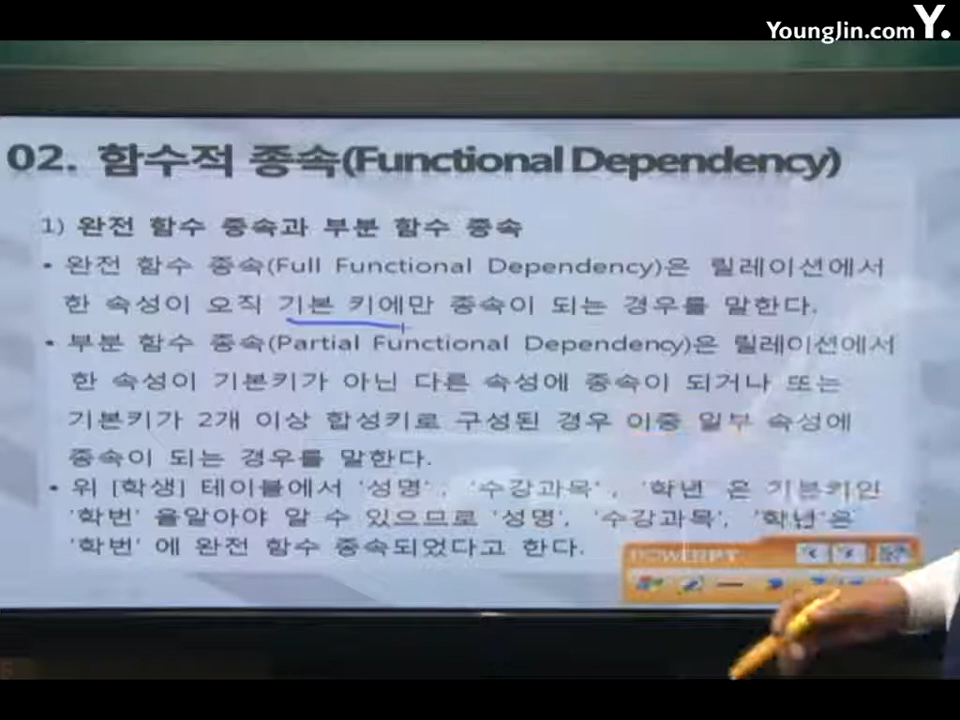 YoungJin.com Y.
02. 함수적 종속(Functional Dependency)
1) 완전 함수 종속과 부분 함수 종속
• 완전 함수 종속(Full Functional Dependency)은 릴레이션에서
한 속성이 오직 기본 키에만 종속이 되는 경우를 말한다.
• 부분 함수 종속(Partial Functional Dependency)은 릴레이션에서
한 속성이 기본키가 아닌 다른 속성에 종속이 되거나 또는
기본키가 2개 이상 합성키로 구성된 경우 이중 일부 속성에
종속이 되는 경우를 말한다.
• 위 [학생] 테이블에서 '성명', '수강과목', '학년' 은 기본키인
'학번' 을알아야 알 수 있으므로 '성명', '수강과목', '학년'은
'학번' 에 완전 함수 종속되었다고 한다.
POWERPT